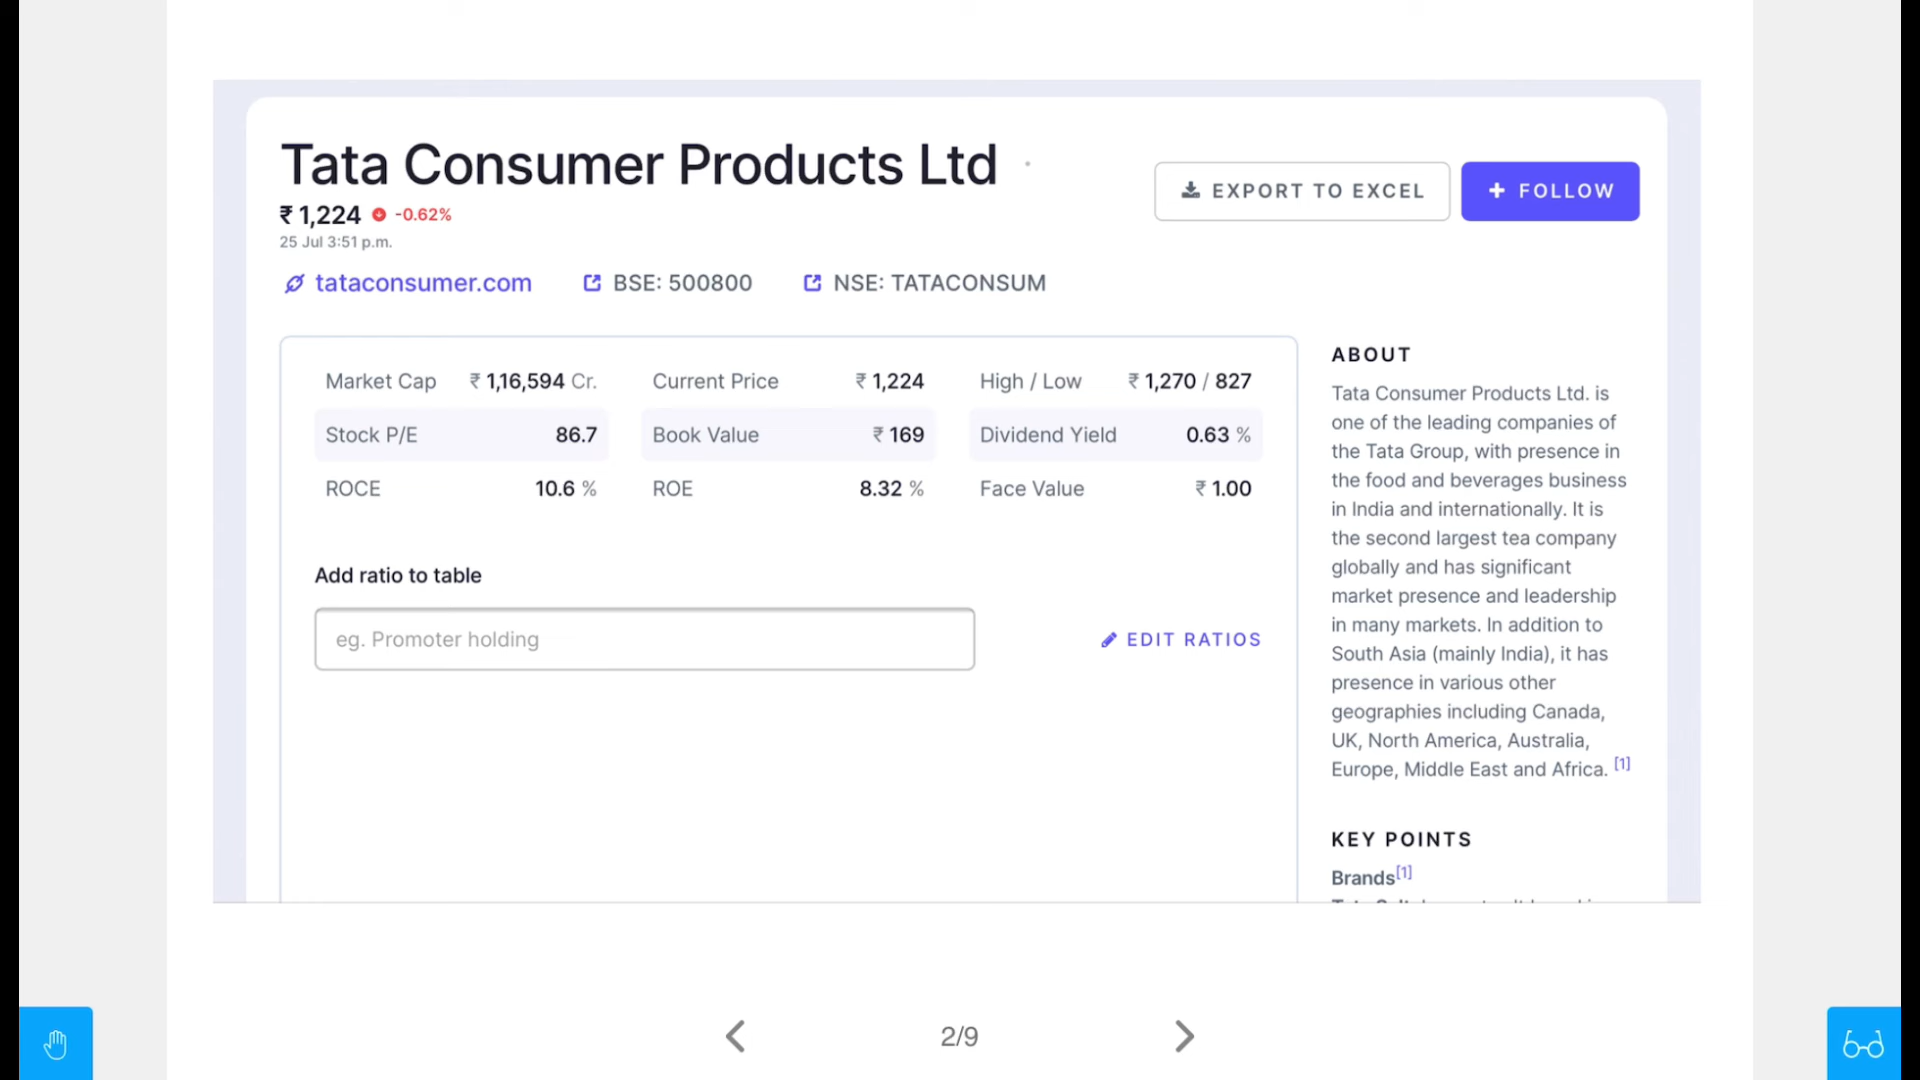 Tata Consumer Products Ltd
EXPORT TO EXCEL
FOLLOW
₹ 1,224 -0.62%
25 Jul 3:51 p.m.
tataconsumer.com
BSE: 500800
NSE: TATACONSUM
Market Cap ₹ 1,16,594 Cr.
Current Price ₹ 1,224
High / Low ₹ 1,270 / 827
Stock P/E 86.7
Book Value ₹ 169
Dividend Yield 0.63 %
ROCE 10.6 %
ROE 8.32 %
Face Value ₹ 1.00
Add ratio to table
eg. Promoter holding
EDIT RATIOS
ABOUT
Tata Consumer Products Ltd. is
one of the leading companies of
the Tata Group, with presence in
the food and beverages business
in India and internationally. It is
the second largest tea company
globally and has significant
market presence and leadership
in many markets. In addition to
South Asia (mainly India), it has
presence in various other
geographies including Canada,
UK, North America, Australia,
Europe, Middle East and Africa. [1]
KEY POINTS
Brands[1]
2/9